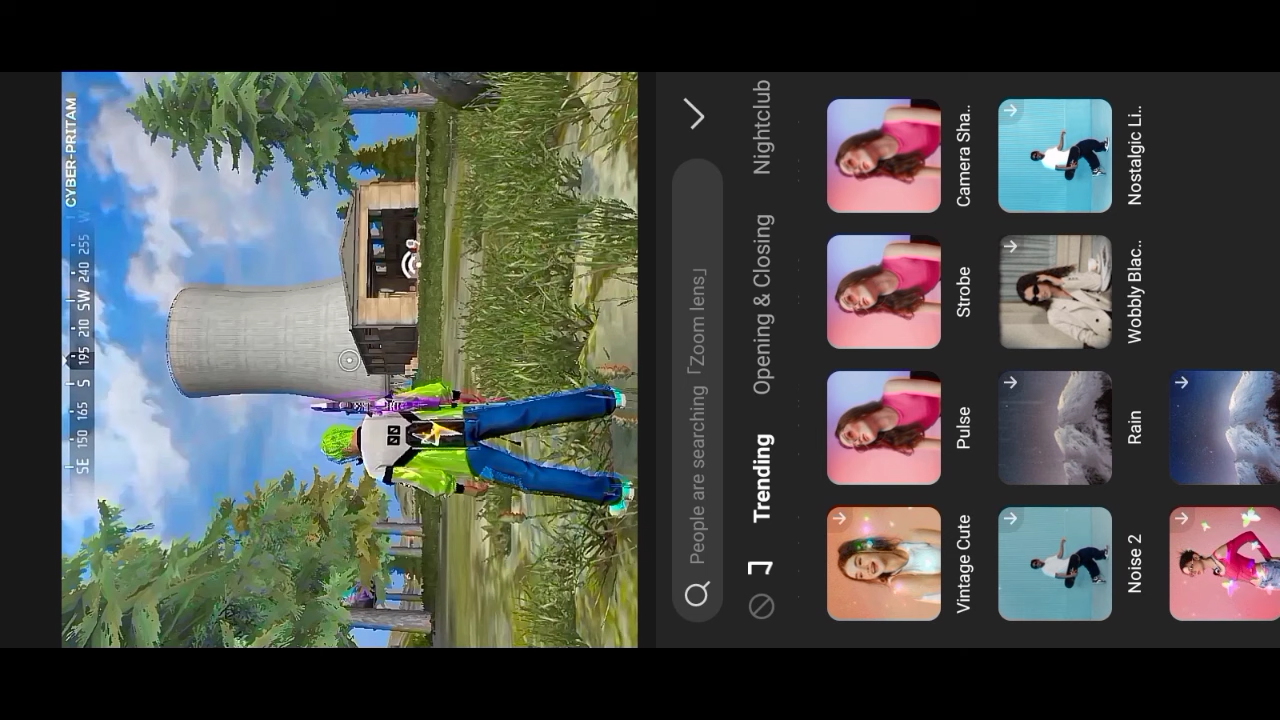 CYBER-PRITAM
SE 150 165 S 195 210 SW 240 255 W
People are searching「Zoom lens」
Trending Opening & Closing Nightclub
Vintage Cute Pulse Strobe Camera Sha..
Noise 2 Rain Wobbly Blac.. Nostalgic Li..